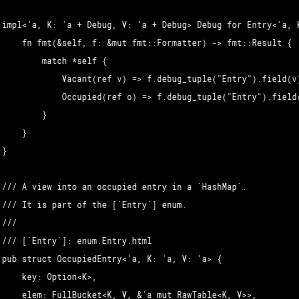 impl<'a, K: 'a + Debug, V: 'a + Debug> Debug for Entry<'a, K
fn fmt(&self, f: &mut fmt::Formatter) -> fmt::Result {
match *self {
Vacant(ref v) => f.debug_tuple("Entry").field(v
Occupied(ref o) => f.debug_tuple("Entry").field(
}
}
}
/// A view into an occupied entry in a `HashMap`.
/// It is part of the [`Entry`] enum.
///
/// [`Entry`]: enum.Entry.html
pub struct OccupiedEntry<'a, K: 'a, V: 'a> {
key: Option<K>,
elem: FullBucket<K, V, &'a mut RawTable<K, V>>,